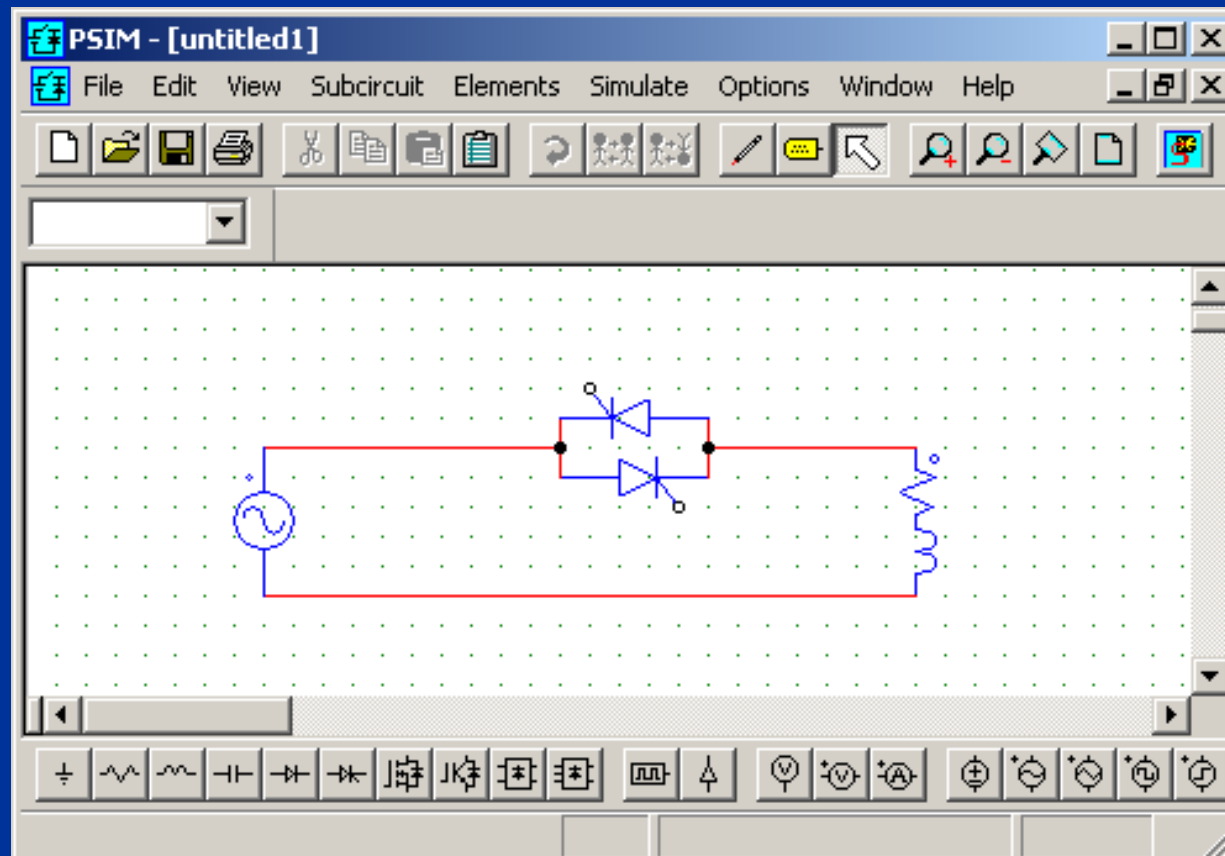 PSIM - [untitled1]
File Edit View Subcircuit Elements Simulate Options Window Help